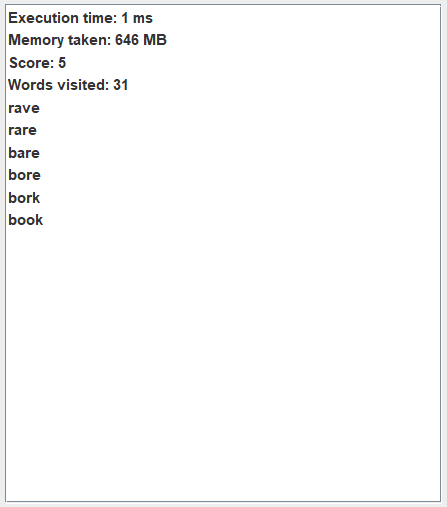 Execution time: 1 ms
Memory taken: 646 MB
Score: 5
Words visited: 31
rave
rare
bare
bore
bork
book